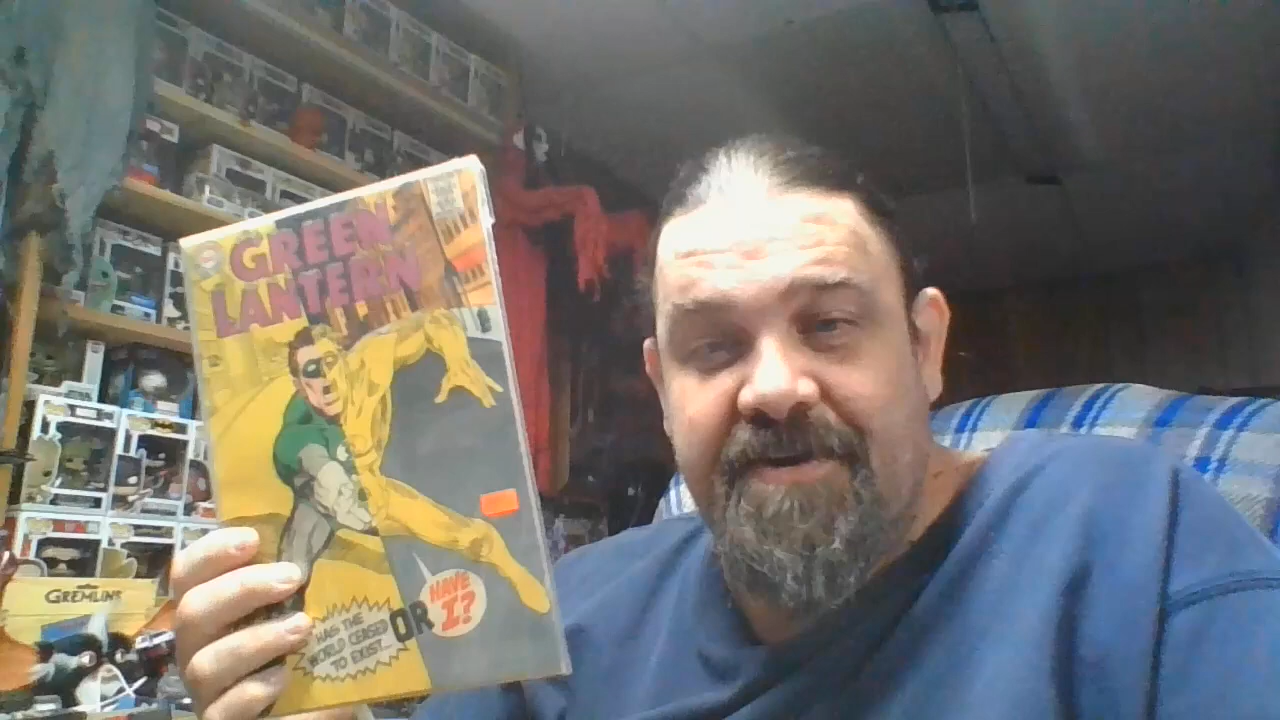 GREEN
LANTERN
HAS THE
WORLD CEASED
TO EXIST...
OR
HAVE
I?
GREMLINS